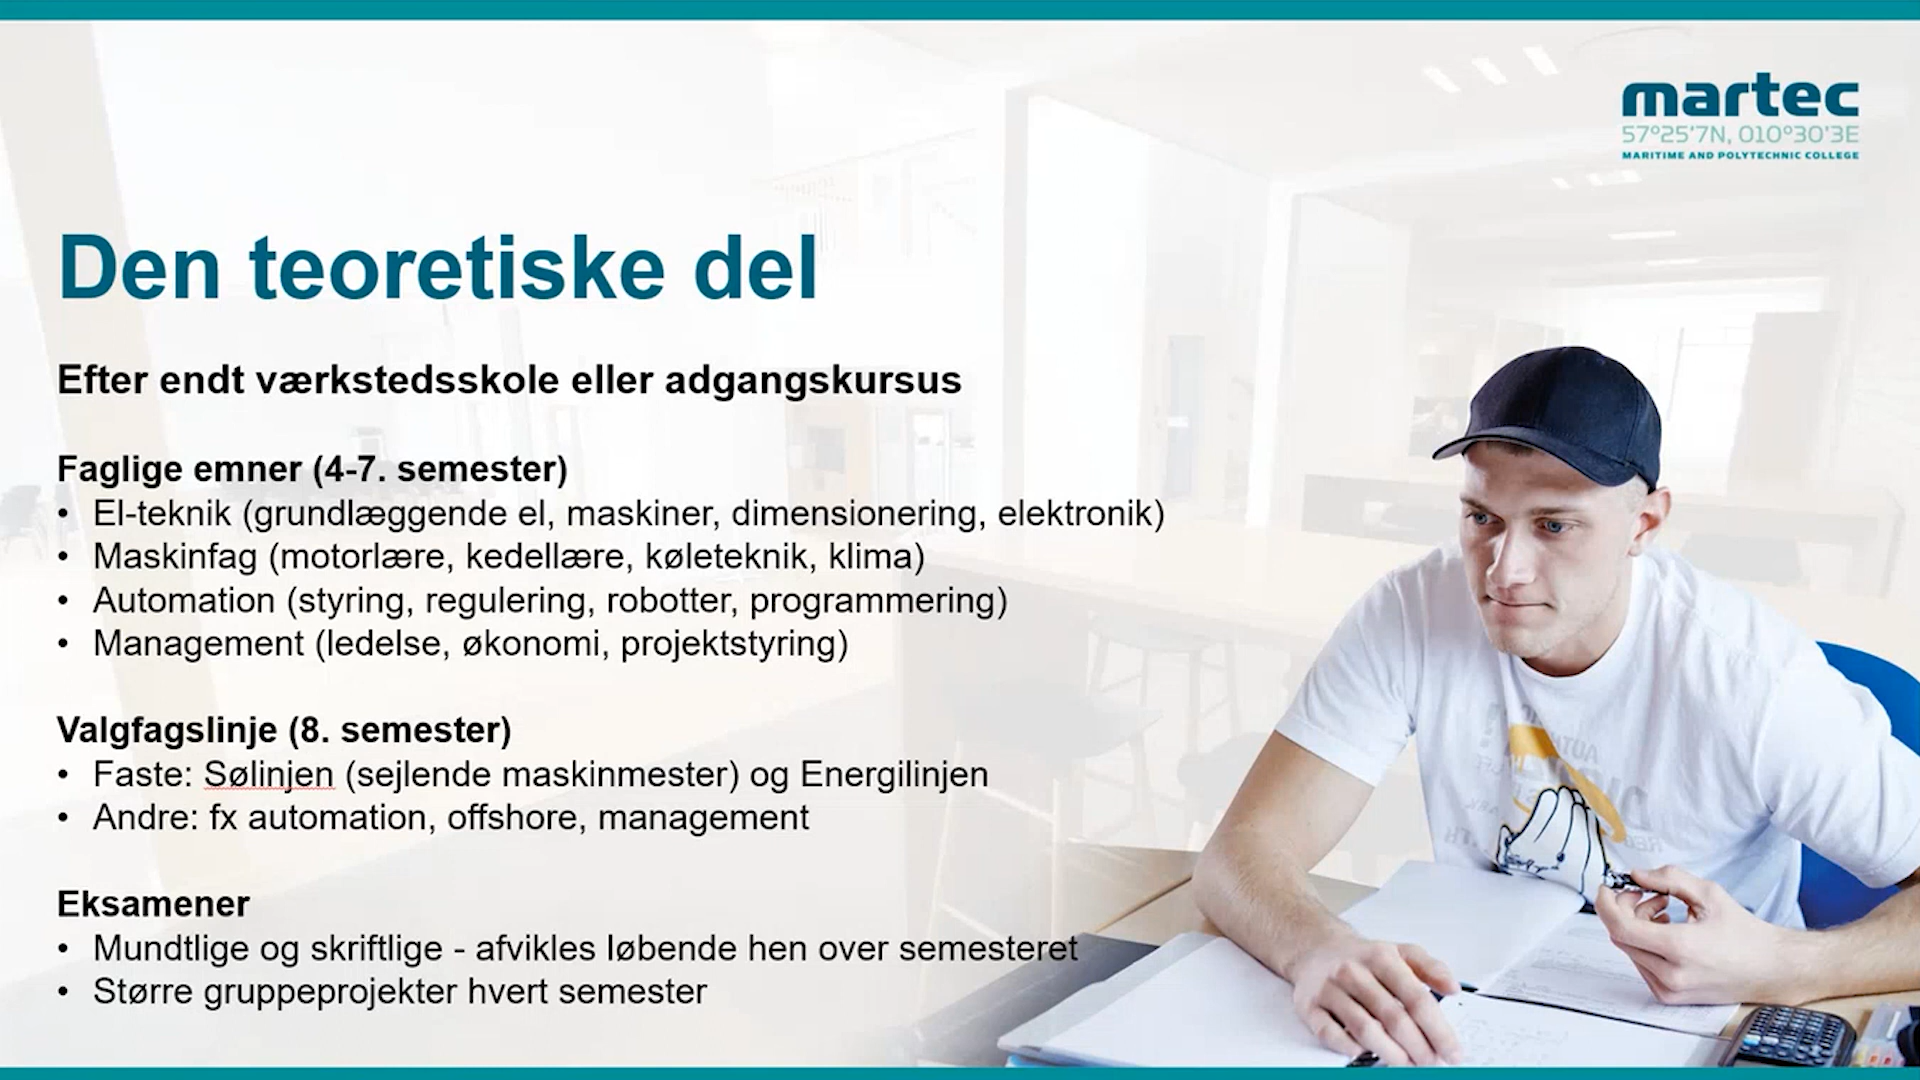 martec
57°25'7N, 010°30'3E
MARITIME AND POLYTECHNIC COLLEGE
Den teoretiske del
Efter endt værkstedsskole eller adgangskursus
Faglige emner (4-7. semester)
• El-teknik (grundlæggende el, maskiner, dimensionering, elektronik)
• Maskinfag (motorlære, kedellære, køleteknik, klima)
• Automation (styring, regulering, robotter, programmering)
• Management (ledelse, økonomi, projektstyring)
Valgfagslinje (8. semester)
• Faste: Sølinjen (sejlende maskinmester) og Energilinjen
• Andre: fx automation, offshore, management
Eksamener
• Mundtlige og skriftlige - afvikles løbende hen over semesteret
• Større gruppeprojekter hvert semester